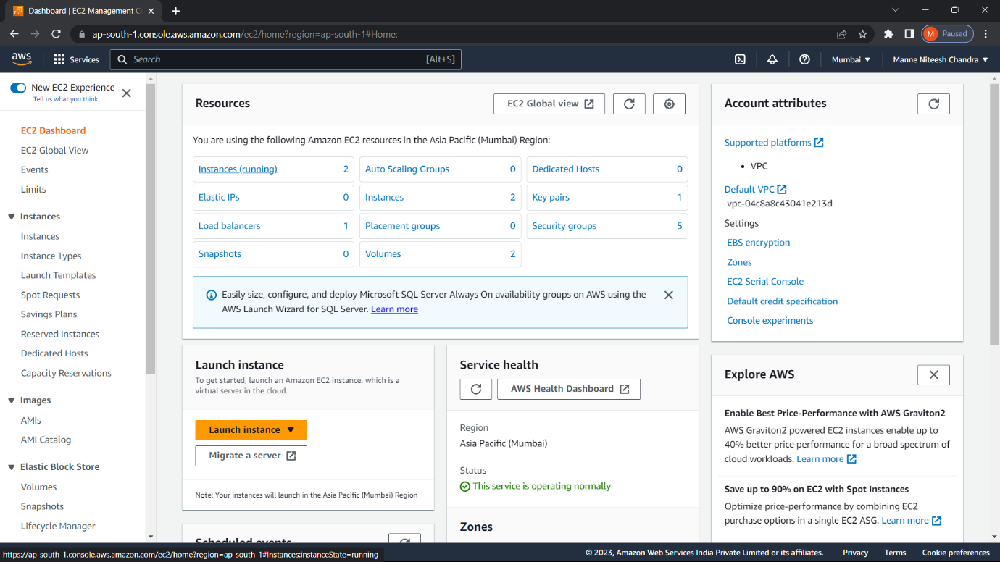 Dashboard | EC2 Management C
ap-south-1.console.aws.amazon.com/ec2/home?region=ap-south-1#Home:
M Paused
aws
Services
Search
[Alt+S]
Mumbai
Manne Niteesh Chandra
New EC2 Experience
Tell us what you think
EC2 Dashboard
EC2 Global View
Events
Limits
Instances
Instances
Instance Types
Launch Templates
Spot Requests
Savings Plans
Reserved Instances
Dedicated Hosts
Capacity Reservations
Images
AMIs
AMI Catalog
Elastic Block Store
Volumes
Snapshots
Lifecycle Manager
Resources
EC2 Global view
You are using the following Amazon EC2 resources in the Asia Pacific (Mumbai) Region:
Instances (running) 2
Auto Scaling Groups 0
Dedicated Hosts 0
Elastic IPs 0
Instances 2
Key pairs 1
Load balancers 1
Placement groups 0
Security groups 5
Snapshots 0
Volumes 2
Easily size, configure, and deploy Microsoft SQL Server Always On availability groups on AWS using the
AWS Launch Wizard for SQL Server. Learn more
Launch instance
To get started, launch an Amazon EC2 instance, which is a
virtual server in the cloud.
Launch instance
Migrate a server
Note: Your instances will launch in the Asia Pacific (Mumbai) Region
Scheduled events
Service health
AWS Health Dashboard
Region
Asia Pacific (Mumbai)
Status
This service is operating normally
Zones
Account attributes
Supported platforms
VPC
Default VPC
vpc-04c8a8c43041e213d
Settings
EBS encryption
Zones
EC2 Serial Console
Default credit specification
Console experiments
Explore AWS
Enable Best Price-Performance with AWS Graviton2
AWS Graviton2 powered EC2 instances enable up to
40% better price performance for a broad spectrum of
cloud workloads. Learn more
Save up to 90% on EC2 with Spot Instances
Optimize price-performance by combining EC2
purchase options in a single EC2 ASG. Learn more
https://ap-south-1.console.aws.amazon.com/ec2/home?region=ap-south-1#Instances:instanceState=running
© 2023, Amazon Web Services India Private Limited or its affiliates.
Privacy
Terms
Cookie preferences